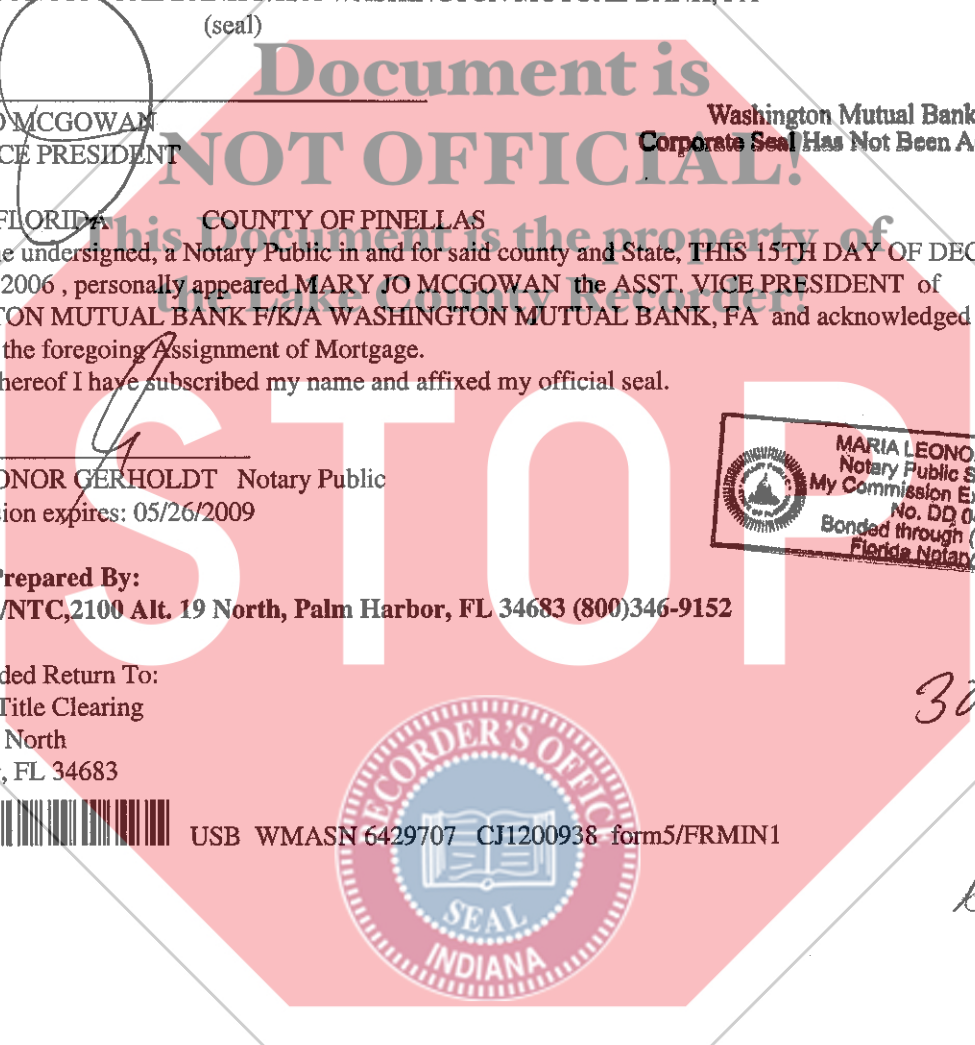 (seal)
Document is
MCGOWAN
Washington Mutual Bank
CE PRESIDENT
NOT OFFICIAL!
Corporate Seal Has Not Been A
FLORIDA COUNTY OF PINELLAS
This Document is the property of
e undersigned, a Notary Public in and for said county and State, THIS 15TH DAY OF DEC
2006 , personally appeared MARY JO MCGOWAN the ASST. VICE PRESIDENT of
the Lake County Recorder!
TON MUTUAL BANK F/K/A WASHINGTON MUTUAL BANK, FA and acknowledged
the foregoing Assignment of Mortgage.
hereof I have subscribed my name and affixed my official seal.
STOP
ONOR GERHOLDT Notary Public
sion expires: 05/26/2009
MARIA LEONO
Notary Public S
My Commission Ex
No. DD 0
Bonded through (
Florida Notary
Prepared By:
/NTC,2100 Alt. 19 North, Palm Harbor, FL 34683 (800)346-9152
ded Return To:
Title Clearing
North
, FL 34683
USB WMASN 6429707 CJ1200938 form5/FRMIN1
RECORDER'S OFFICE
SEAL
INDIANA